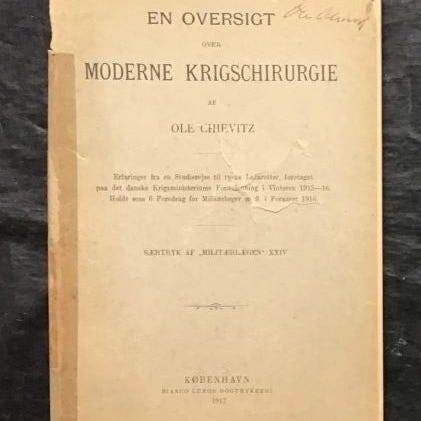 EN OVERSIGT
OVER
MODERNE KRIGSCHIRURGIE
AF
OLE CHIEVITZ
Erfaringer fra en Studierejse til tyske Lazaretter, foretaget
paa det danske Krigsministeriums Foranledning i Vinteren 1915—16.
Holdt som 6 Foredrag for Militærlæger m. fl. i Foraaret 1916.
SÆRTRYK AF „MILITÆRLÆGEN" XXIV
KØBENHAVN
BIANCO LUNOS BOGTRYKKERI
1917